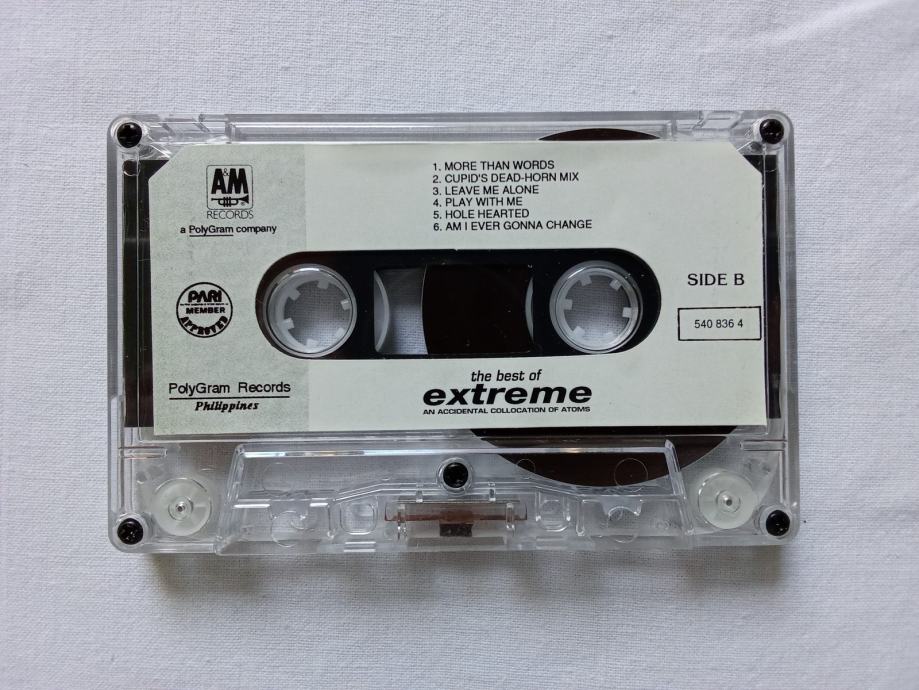 A&M
RECORDS
a PolyGram company
1. MORE THAN WORDS
2. CUPID'S DEAD-HORN MIX
3. LEAVE ME ALONE
4. PLAY WITH ME
5. HOLE HEARTED
6. AM I EVER GONNA CHANGE
PARI
MEMBER
APPROVED
SIDE B
540 836 4
PolyGram Records
Philippines
the best of
extreme
AN ACCIDENTAL COLLOCATION OF ATOMS